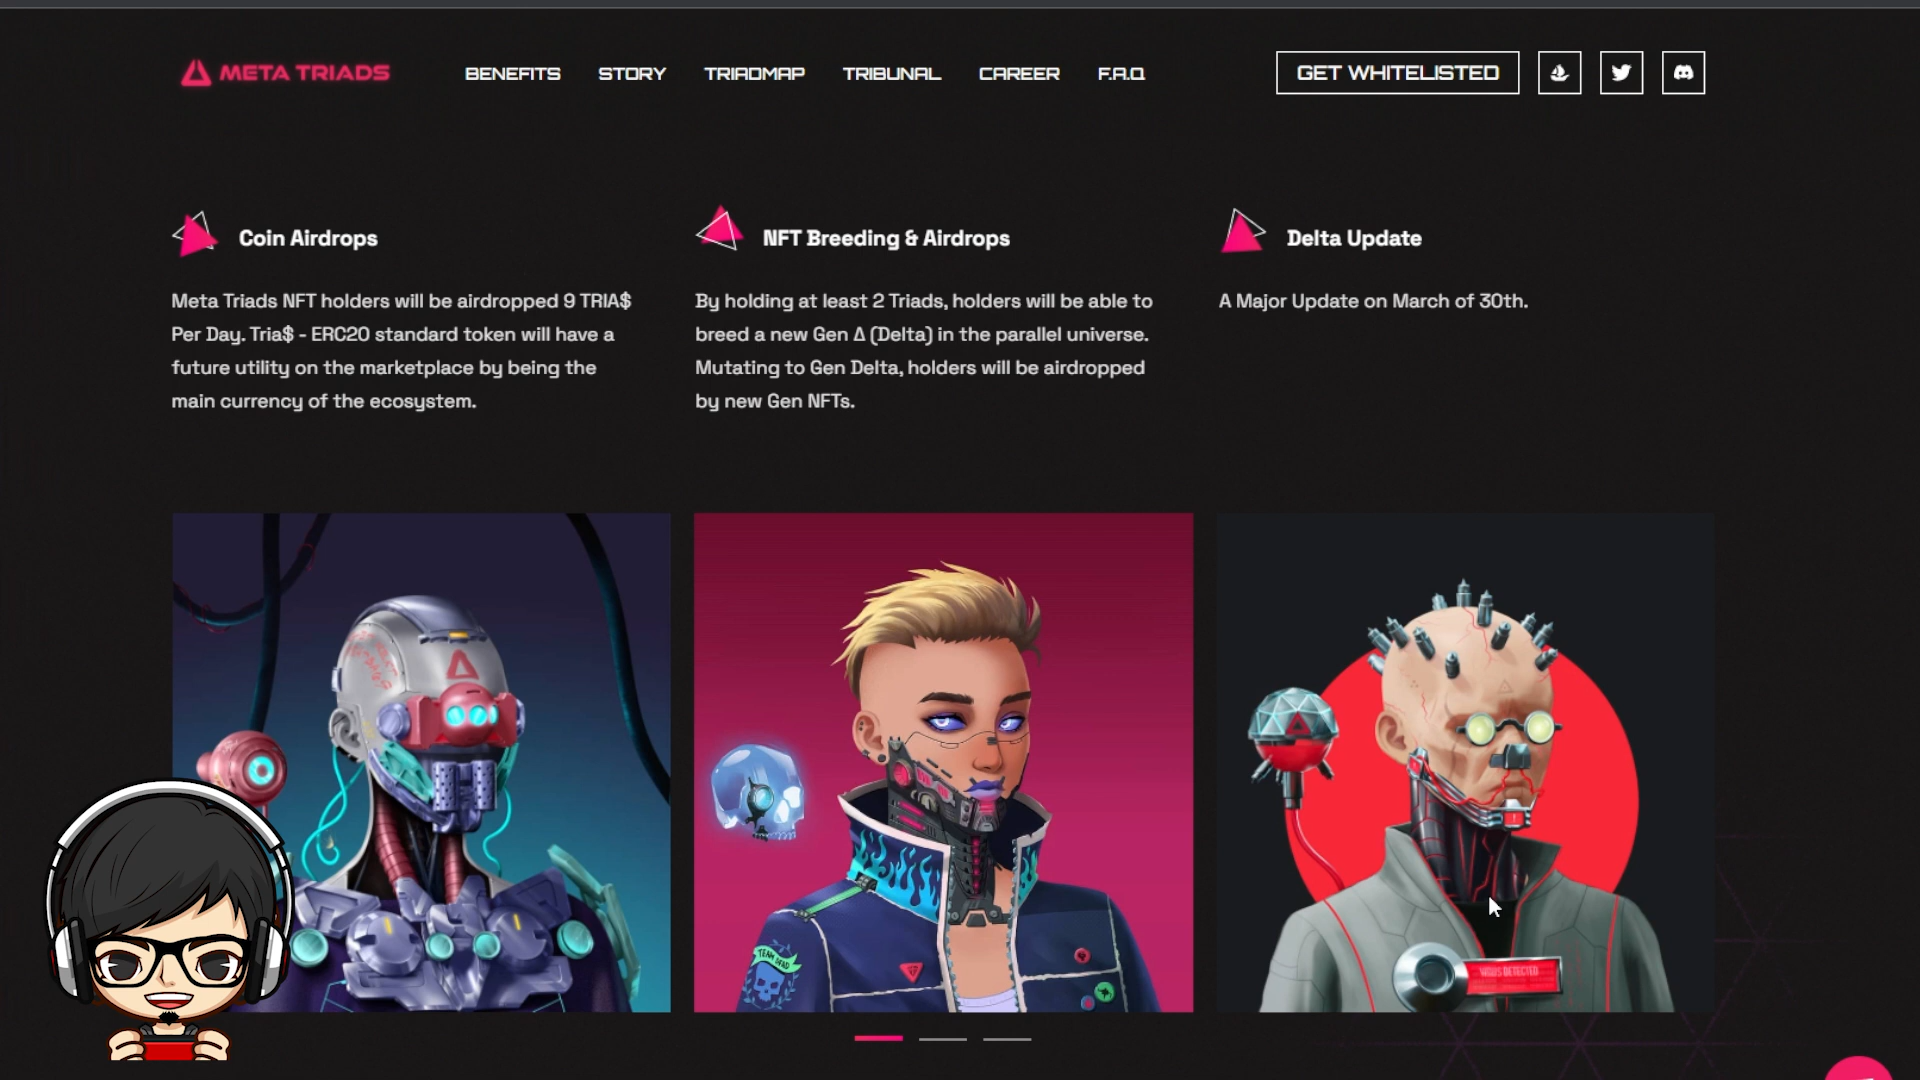 META TRIADS
BENEFITS
STORY
TRIADMAP
TRIBUNAL
CAREER
F.A.Q
GET WHITELISTED
Coin Airdrops
Meta Triads NFT holders will be airdropped 9 TRIA$
Per Day. Tria$ - ERC20 standard token will have a
future utility on the marketplace by being the
main currency of the ecosystem.
NFT Breeding & Airdrops
By holding at least 2 Triads, holders will be able to
breed a new Gen Δ (Delta) in the parallel universe.
Mutating to Gen Delta, holders will be airdropped
by new Gen NFTs.
Delta Update
A Major Update on March of 30th.
TEAM DEAD
VIRUS DETECTED